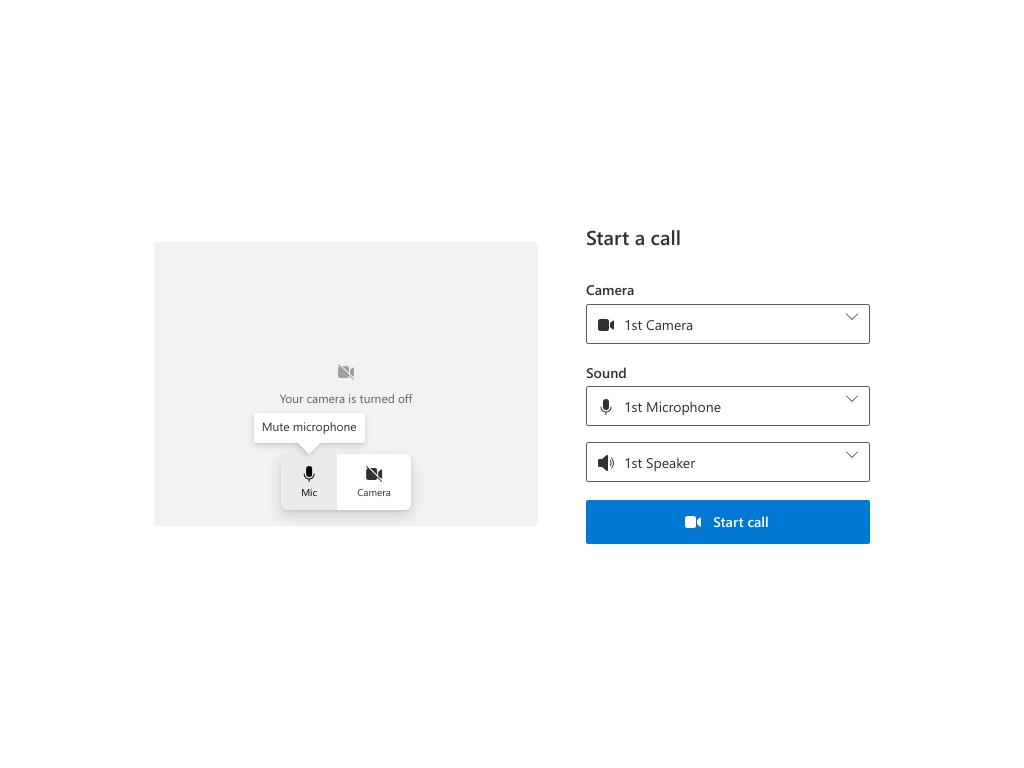 Start a call
Camera
1st Camera
Sound
1st Microphone
1st Speaker
Start call
Your camera is turned off
Mute microphone
Mic
Camera